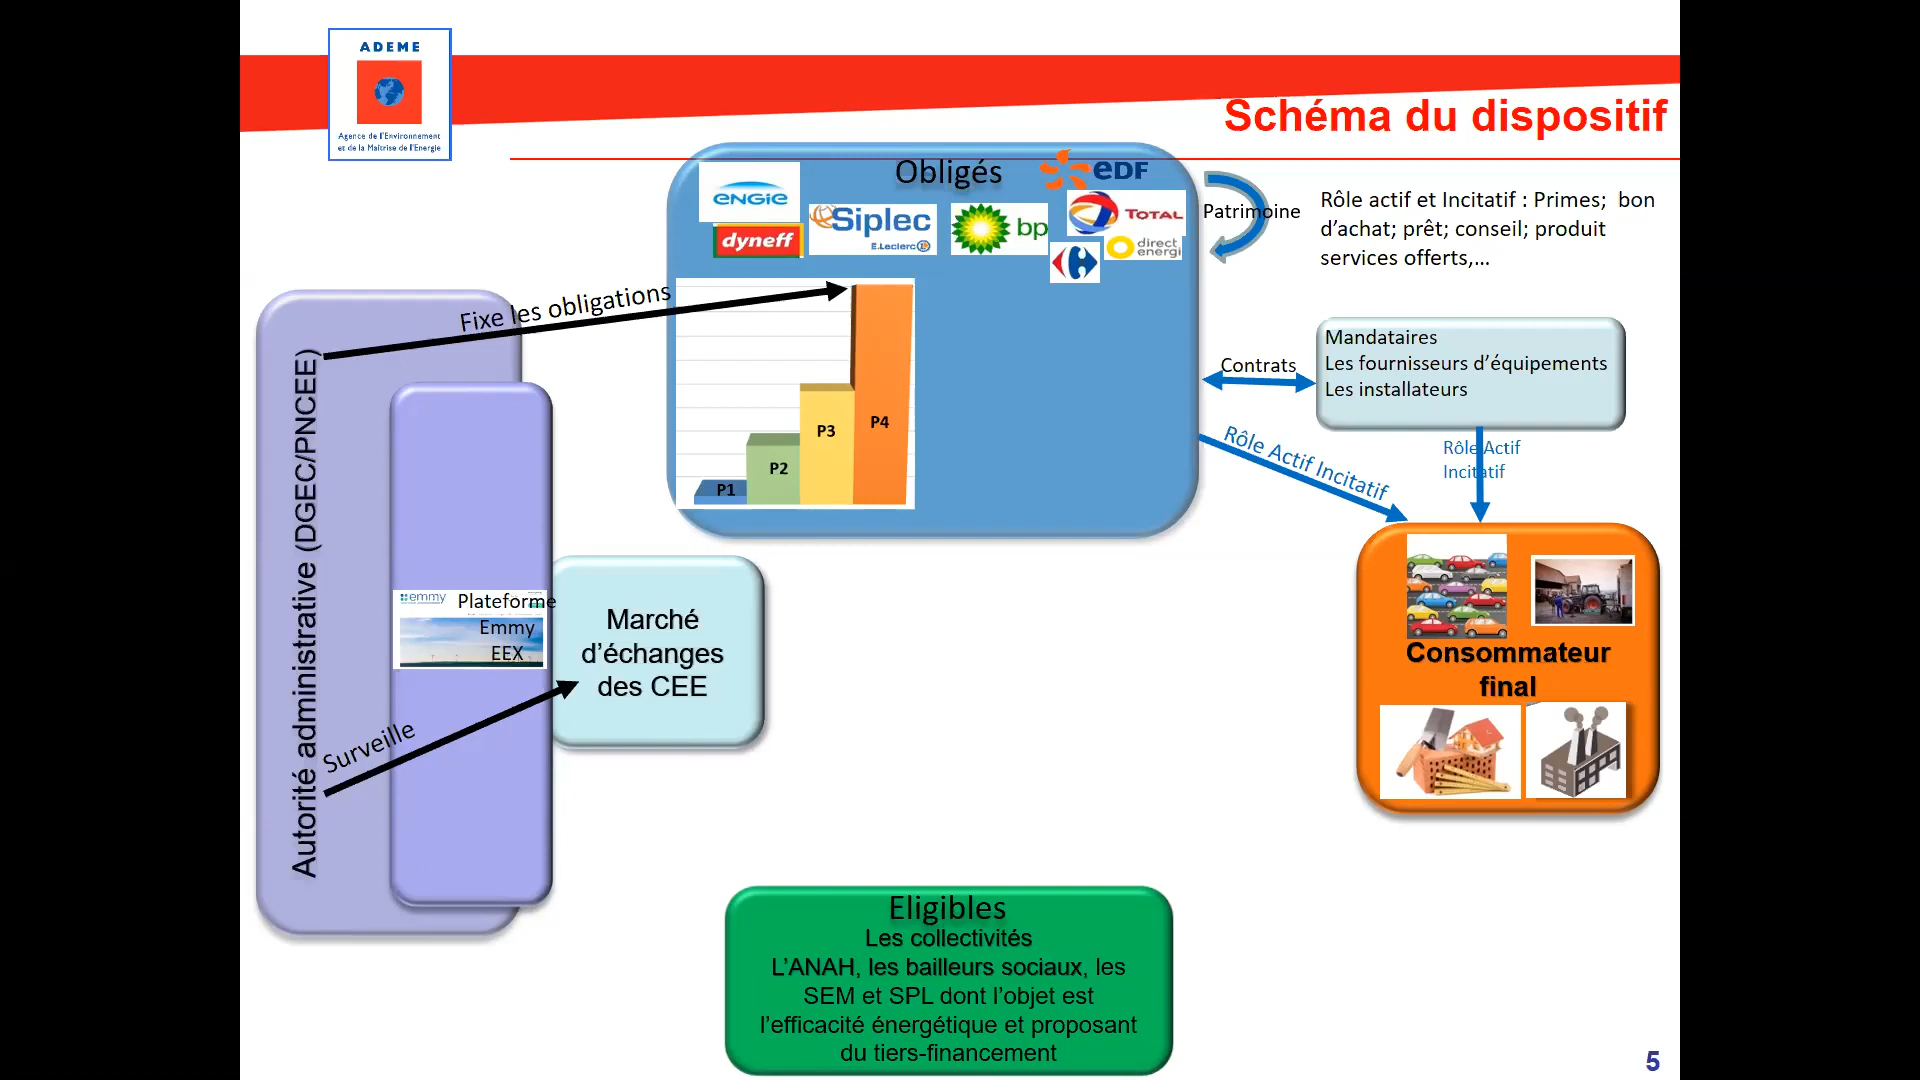 ADEME
Agence de l'Environnement
et de la Maîtrise de l'Energie
Schéma du dispositif
Obligés
eDF
ENGIE
dyneff
Siplec
E.Leclerc
bp
TOTAL
direct
energi
Patrimoine
Rôle actif et Incitatif : Primes; bon
d'achat; prêt; conseil; produit
services offerts,...
Fixe les obligations
P1
P2
P3
P4
Contrats
Mandataires
Les fournisseurs d'équipements
Les installateurs
Rôle Actif Incitatif
Rôle Actif
Incitatif
Autorité administrative (DGEC/PNCEE)
emmy
Plateforme
Emmy
EEX
Surveille
Marché
d'échanges
des CEE
Consommateur
final
Eligibles
Les collectivités
L'ANAH, les bailleurs sociaux, les
SEM et SPL dont l'objet est
l'efficacité énergétique et proposant
du tiers-financement
5